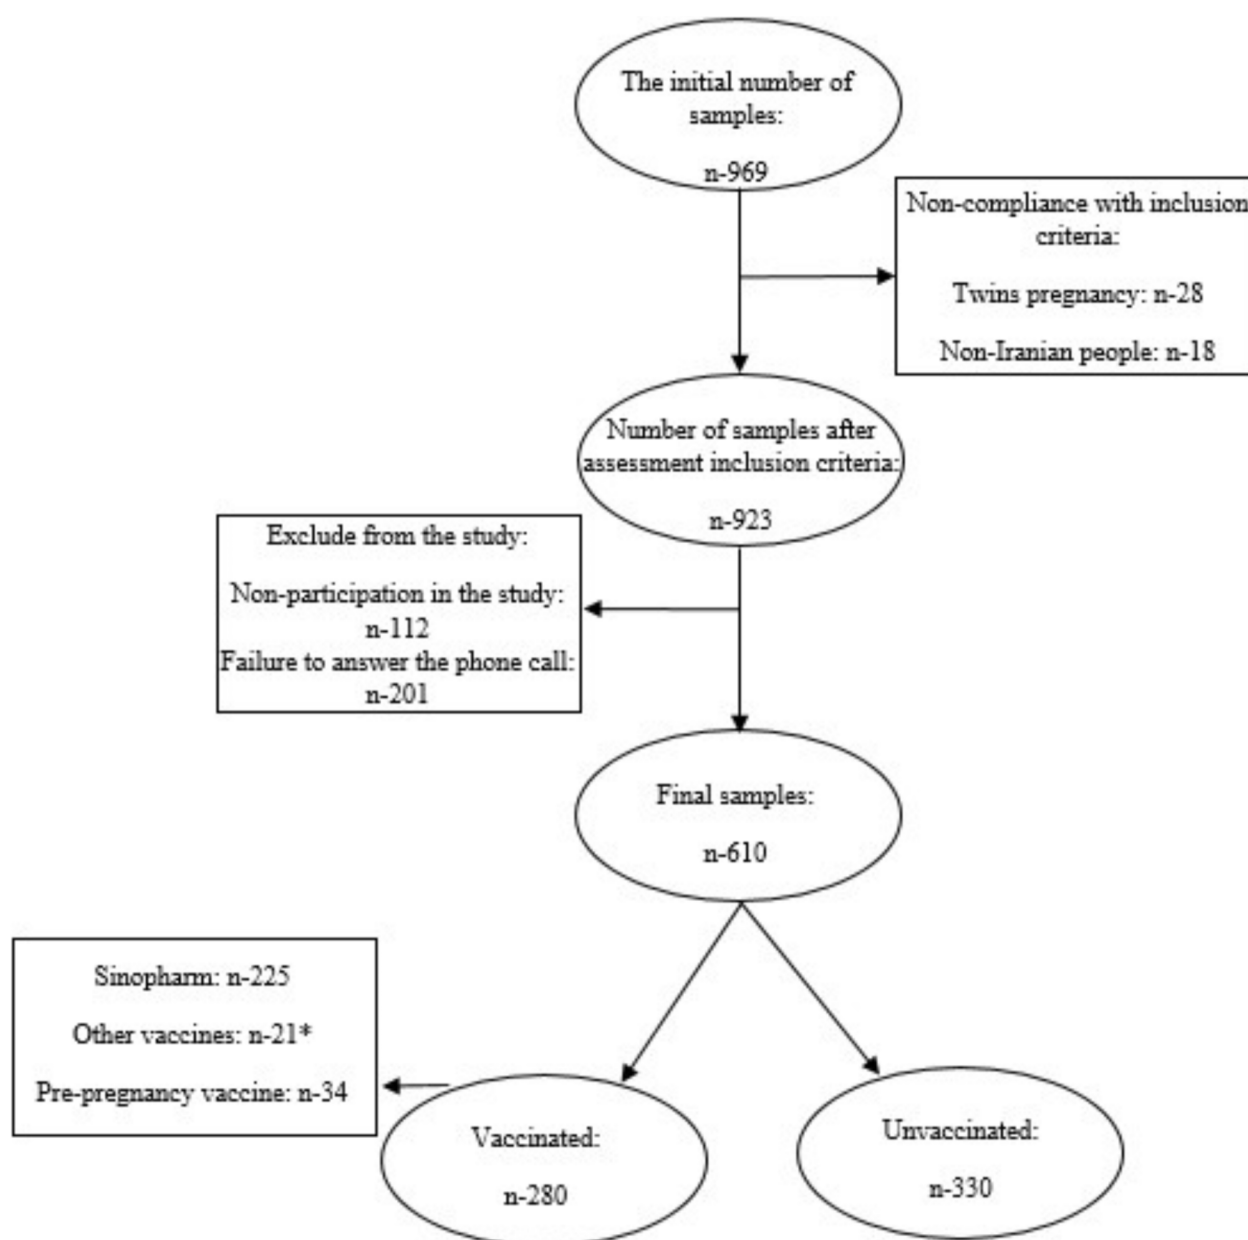 The initial number of
samples:
n-969
Non-compliance with inclusion
criteria:
Twins pregnancy: n-28
Non-Iranian people: n-18
Number of samples after
assessment inclusion criteria:
n-923
Exclude from the study:
Non-participation in the study:
n-112
Failure to answer the phone call:
n-201
Final samples:
n-610
Sinopharm: n-225
Other vaccines: n-21*
Pre-pregnancy vaccine: n-34
Vaccinated:
n-280
Unvaccinated:
n-330